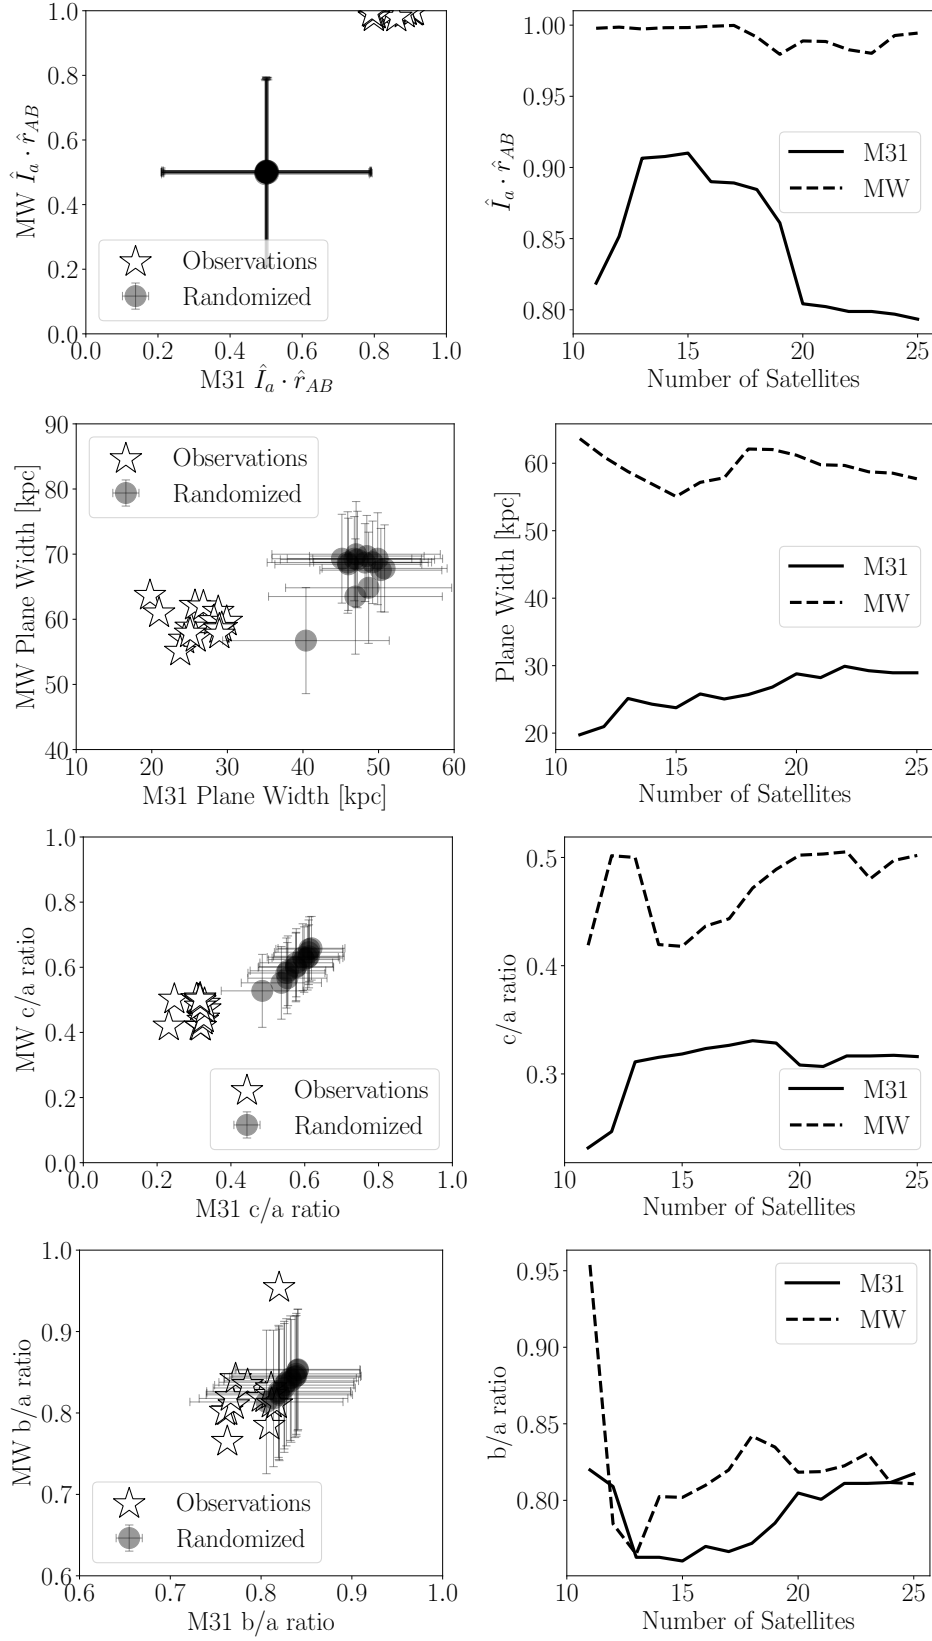 1.0
0.8
0.6
0.4
0.2
0.0
MW Î_a · r̂_AB
Observations
Randomized
0.0 0.2 0.4 0.6 0.8 1.0
M31 Î_a · r̂_AB
1.00
0.95
0.90
0.85
0.80
Î_a · r̂_AB
M31
MW
10 15 20 25
Number of Satellites
90
80
70
60
50
40
MW Plane Width [kpc]
Observations
Randomized
10 20 30 40 50 60
M31 Plane Width [kpc]
60
50
40
30
20
Plane Width [kpc]
M31
MW
10 15 20 25
Number of Satellites
1.0
0.8
0.6
0.4
0.2
0.0
MW c/a ratio
Observations
Randomized
0.0 0.2 0.4 0.6 0.8 1.0
M31 c/a ratio
0.5
0.4
0.3
c/a ratio
M31
MW
10 15 20 25
Number of Satellites
1.0
0.9
0.8
0.7
0.6
MW b/a ratio
Observations
Randomized
0.6 0.7 0.8 0.9 1.0
M31 b/a ratio
0.95
0.90
0.85
0.80
b/a ratio
M31
MW
10 15 20 25
Number of Satellites